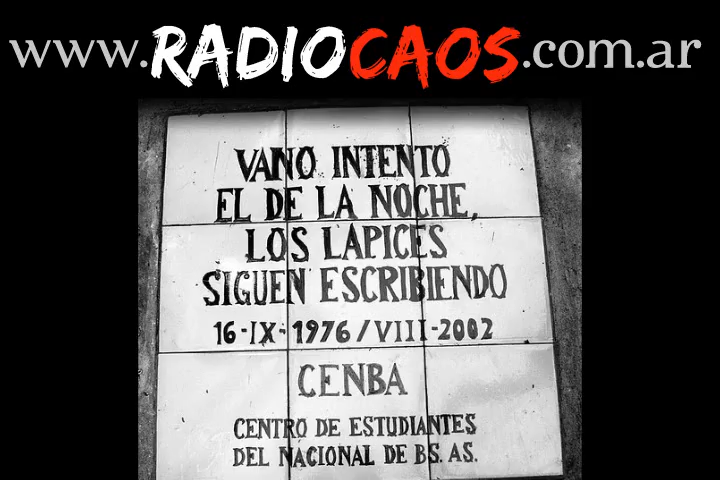 www.RADIOCAOS.com.ar
VANO INTENTO
EL DE LA NOCHE,
LOS LAPICES
SIGUEN ESCRIBIENDO
16-IX-1976/VIII-2002
CENBA
CENTRO DE ESTUDIANTES
DEL NACIONAL DE BS. AS.